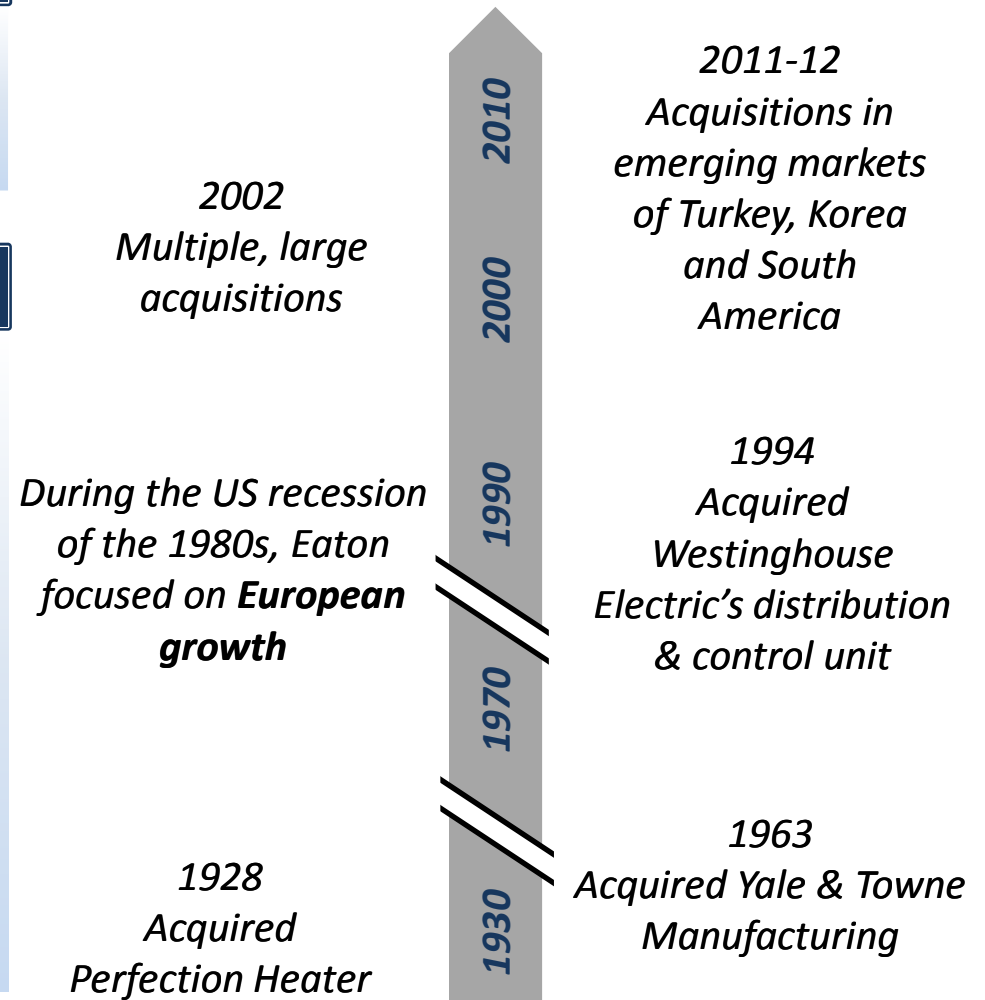 2011-12
Acquisitions in
emerging markets
of Turkey, Korea
and South
America
2010
2002
Multiple, large
acquisitions
2000
1994
Acquired
Westinghouse
Electric’s distribution
& control unit
1990
During the US recession
of the 1980s, Eaton
focused on European
growth
1970
1963
Acquired Yale & Towne
Manufacturing
1928
Acquired
Perfection Heater
1930